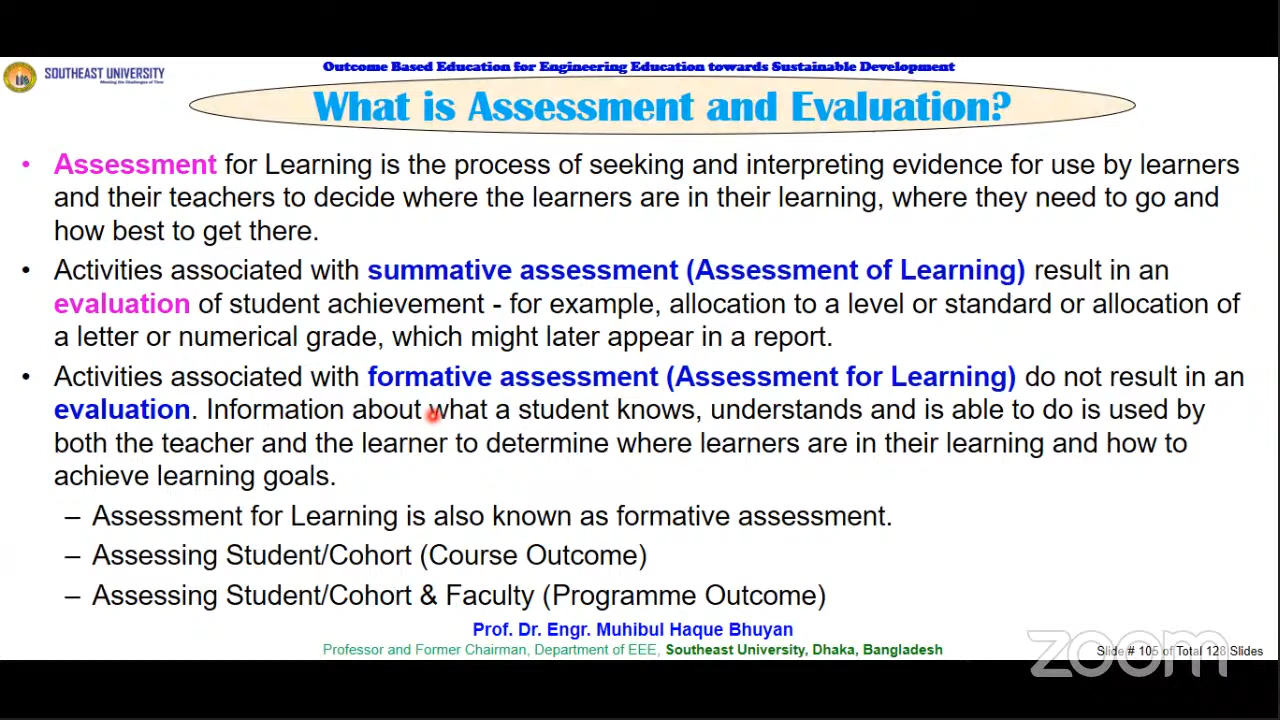 SOUTHEAST UNIVERSITY
Meeting the Challenges of Time
Outcome Based Education for Engineering Education towards Sustainable Development
What is Assessment and Evaluation?
• Assessment for Learning is the process of seeking and interpreting evidence for use by learners
and their teachers to decide where the learners are in their learning, where they need to go and
how best to get there.
• Activities associated with summative assessment (Assessment of Learning) result in an
evaluation of student achievement - for example, allocation to a level or standard or allocation of
a letter or numerical grade, which might later appear in a report.
• Activities associated with formative assessment (Assessment for Learning) do not result in an
evaluation. Information about what a student knows, understands and is able to do is used by
both the teacher and the learner to determine where learners are in their learning and how to
achieve learning goals.
– Assessment for Learning is also known as formative assessment.
– Assessing Student/Cohort (Course Outcome)
– Assessing Student/Cohort & Faculty (Programme Outcome)
Prof. Dr. Engr. Muhibul Haque Bhuyan
Professor and Former Chairman, Department of EEE, Southeast University, Dhaka, Bangladesh
Slide # 105 of Total 128 Slides
zoom